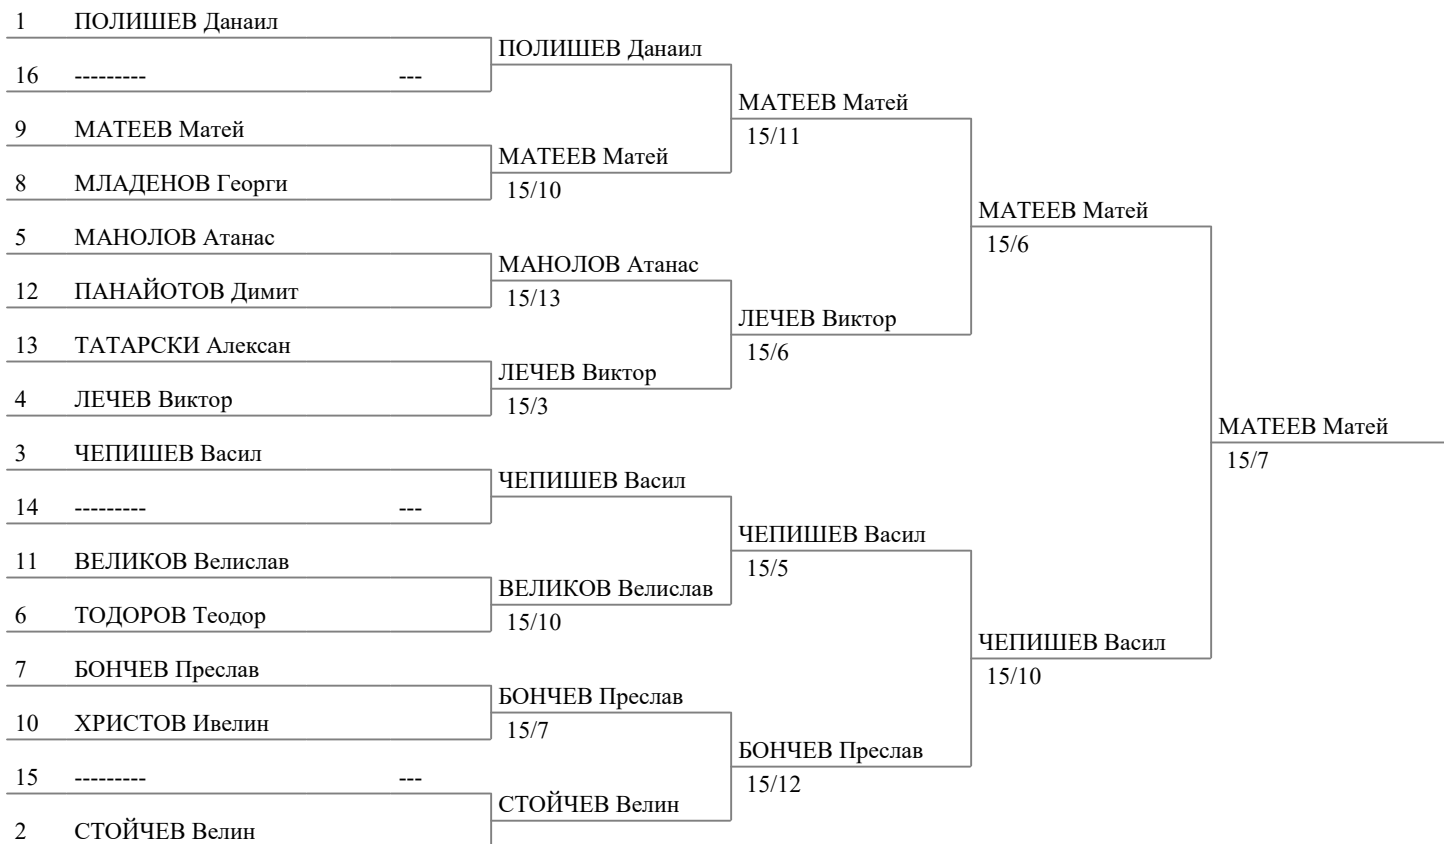 1 ПОЛИШЕВ Данаил
ПОЛИШЕВ Данаил
16 --------- ---
МАТЕЕВ Матей
15/11
9 МАТЕЕВ Матей
МАТЕЕВ Матей
15/10
8 МЛАДЕНОВ Георги
МАТЕЕВ Матей
15/6
5 МАНОЛОВ Атанас
МАНОЛОВ Атанас
15/13
12 ПАНАЙОТОВ Димит
ЛЕЧЕВ Виктор
15/6
13 ТАТАРСКИ Алексан
ЛЕЧЕВ Виктор
15/3
4 ЛЕЧЕВ Виктор
МАТЕЕВ Матей
15/7
3 ЧЕПИШЕВ Васил
ЧЕПИШЕВ Васил
14 --------- ---
ЧЕПИШЕВ Васил
15/5
11 ВЕЛИКОВ Велислав
ВЕЛИКОВ Велислав
15/10
6 ТОДОРОВ Теодор
ЧЕПИШЕВ Васил
15/10
7 БОНЧЕВ Преслав
БОНЧЕВ Преслав
15/7
10 ХРИСТОВ Ивелин
БОНЧЕВ Преслав
15/12
15 --------- ---
СТОЙЧЕВ Велин
2 СТОЙЧЕВ Велин